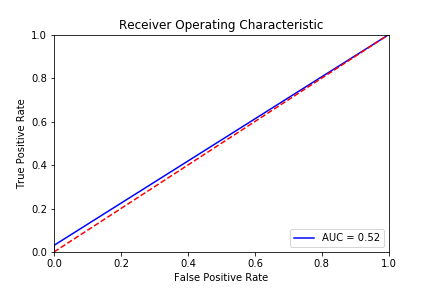 Receiver Operating Characteristic
True Positive Rate
1.0
0.8
0.6
0.4
0.2
0.0
AUC = 0.52
0.0 0.2 0.4 0.6 0.8 1.0
False Positive Rate